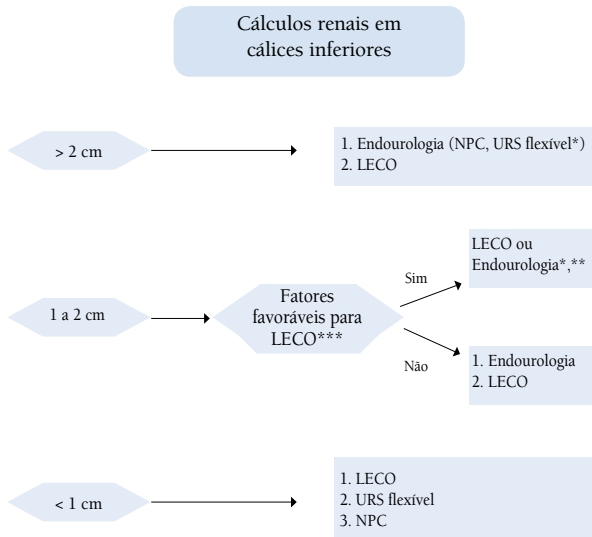 Cálculos renais em
cálices inferiores
> 2 cm
1. Endourologia (NPC, URS flexível*)
2. LECO
1 a 2 cm
Fatores
favoráveis para
LECO***
Sim
LECO ou
Endourologia*,**
Não
1. Endourologia
2. LECO
< 1 cm
1. LECO
2. URS flexível
3. NPC